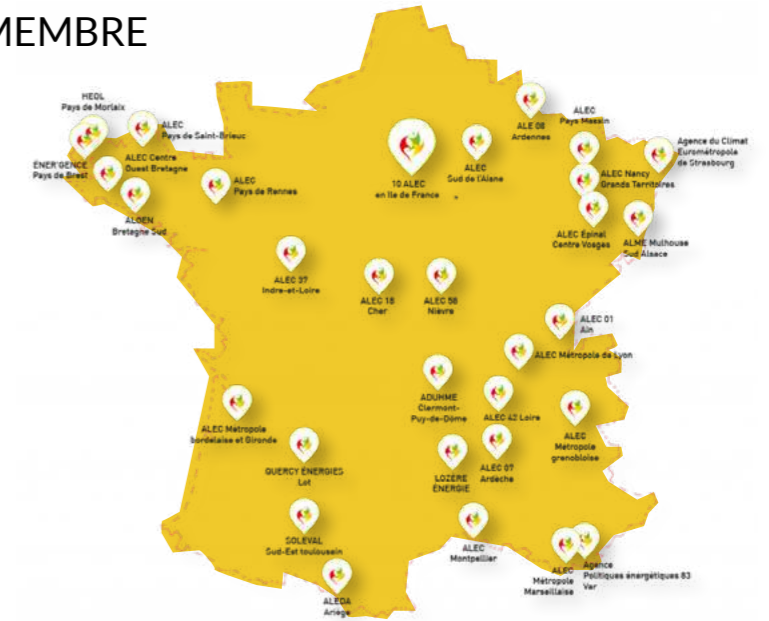 MEMBRE
HEOL
Pays de Morlaix
ALEC
Pays de Saint-Brieuc
ÉNER'GENCE
Pays de Brest
ALEC Centre
Ouest Bretagne
ALOEN
Bretagne Sud
ALEC
Pays de Rennes
10 ALEC
en Ile de France
ALEC
Sud de l'Aisne
ALE 08
Ardennes
ALEC
Pays Messin
Agence du Climat
Eurométropole
de Strasbourg
ALEC Nancy
Grands Territoires
ALEC Épinal
Centre Vosges
ALME Mulhouse
Sud Alsace
ALEC 37
Indre-et-Loire
ALEC 18
Cher
ALEC 58
Nièvre
ALEC 01
Ain
ALEC Métropole de Lyon
ADUHME
Clermont-
Puy-de-Dôme
ALEC 42 Loire
ALEC
Métropole
grenobloise
ALEC Métropole
bordelaise et Gironde
QUERCY ÉNERGIES
Lot
LOZÈRE
ÉNERGIE
ALEC 07
Ardèche
SOLEVAL
Sud-Est toulousain
ALEC
Montpellier
ALEC
Métropole
Marseillaise
Agence
Politiques énergétiques 83
Var
ALEDA
Ariège